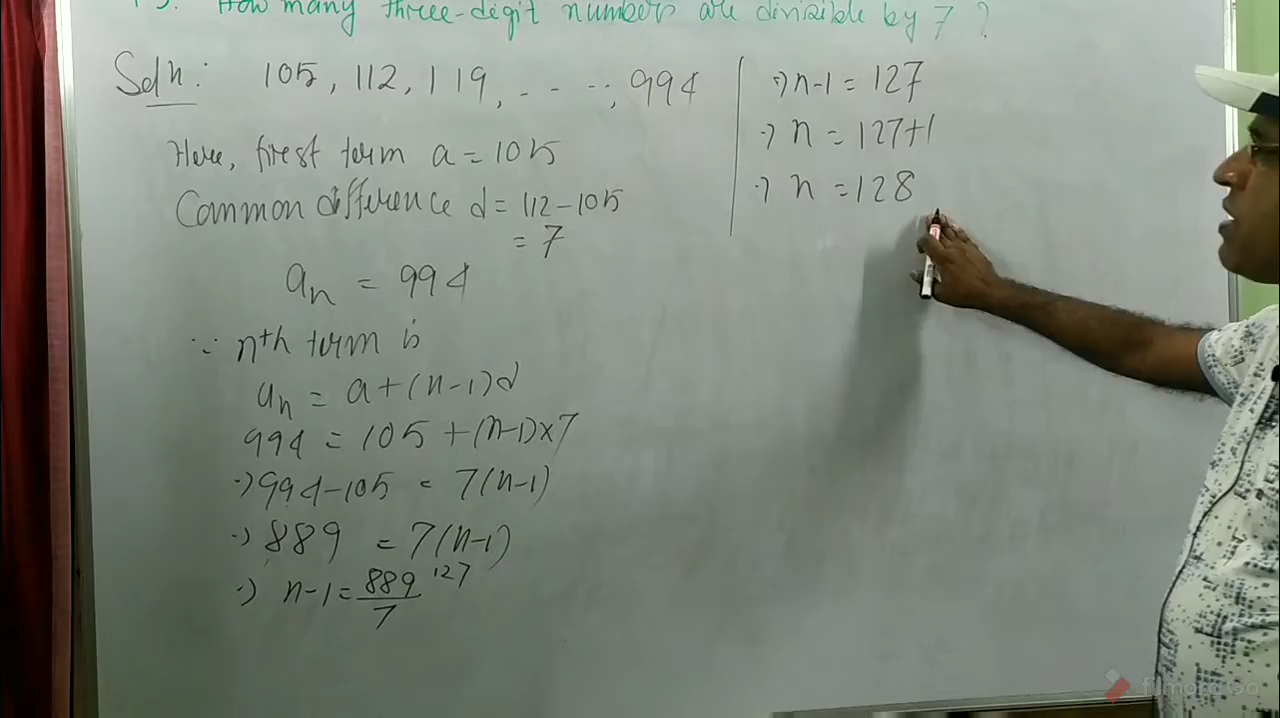 How many three-digit numbers are divisible by 7 ?
Soln : 105, 112, 119, - - - ; 994
Here, first term a = 105
Common difference d = 112 - 105
= 7
aₙ = 994
∵ nth term is
aₙ = a + (n-1)d
994 = 105 + (n-1)×7
⇒ 994-105 = 7(n-1)
⇒ 889 = 7(n-1)
⇒ n-1 = 889/7 127
⇒ n-1 = 127
⇒ n = 127+1
⇒ n = 128